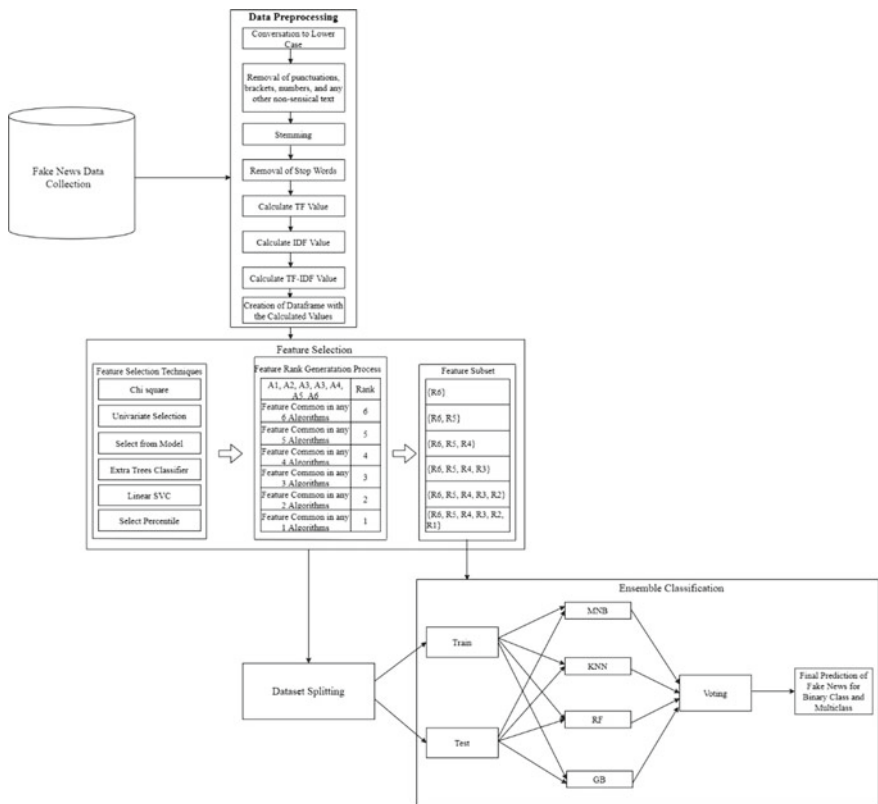 Data Preprocessing
Conversation to Lower
Case
Removal of punctuations,
brackets, numbers, and any
other non-sensical text
Stemming
Removal of Stop Words
Calculate TF Value
Calculate IDF Value
Calculate TF-IDF Value
Creation of Dataframe with
the Calculated Values
Fake News Data
Collection
Feature Selection
Feature Selection Techniques
Chi square
Univariate Selection
Select from Model
Extra Trees Classifier
Linear SVC
Select Percentile
Feature Rank Generatation Process
A1, A2, A3, A3, A4,
A5, A6
Rank
Feature Common in any
6 Algorithms
6
Feature Common in any
5 Algorithms
5
Feature Common in any
4 Algorithms
4
Feature Common in any
3 Algorithms
3
Feature Common in any
2 Algorithms
2
Feature Common in any
1 Algorithms
1
Feature Subset
{R6}
{R6, R5}
{R6, R5, R4}
{R6, R5, R4, R3}
{R6, R5, R4, R3, R2}
{R6, R5, R4, R3, R2,
R1}
Dataset Splitting
Ensemble Classification
Train
Test
MNB
KNN
RF
GB
Voting
Final Prediction of
Fake News for
Binary Class and
Multiclass